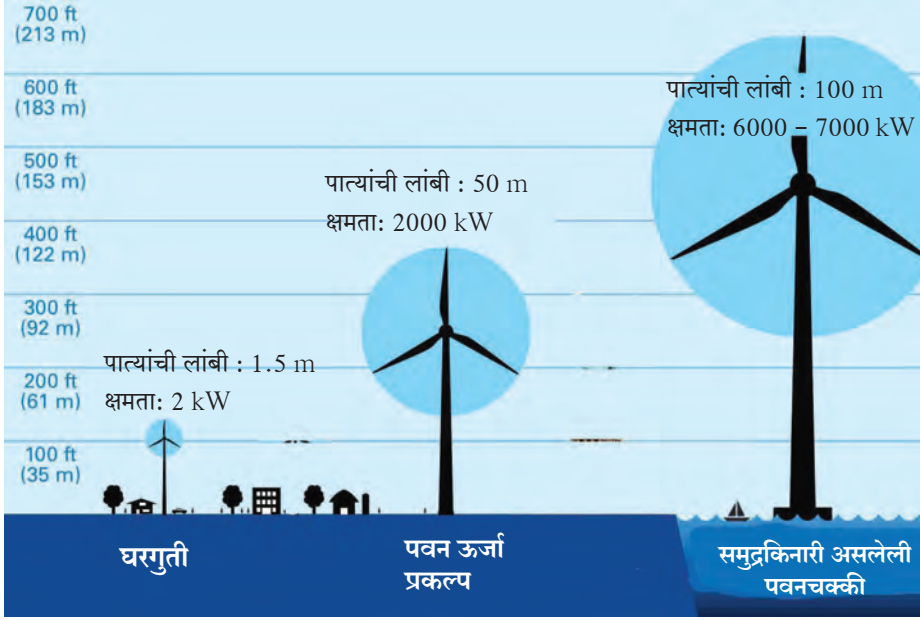 700 ft
(213 m)
600 ft
(183 m)
500 ft
(153 m)
400 ft
(122 m)
300 ft
(92 m)
200 ft
(61 m)
100 ft
(35 m)
पात्यांची लांबी : 1.5 m
क्षमता: 2 kW
पात्यांची लांबी : 50 m
क्षमता: 2000 kW
पात्यांची लांबी : 100 m
क्षमता: 6000 – 7000 kW
घरगुती
पवन ऊर्जा
प्रकल्प
समुद्रकिनारी असलेली
पवनचक्की